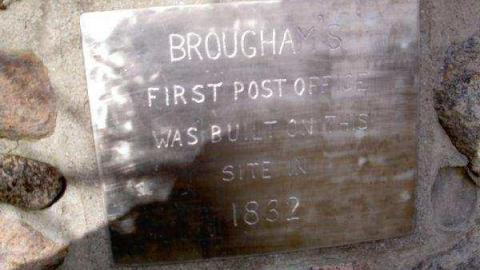 BROUGHAM'S
FIRST POST OFFICE
WAS BUILT ON THIS
SITE IN
1832